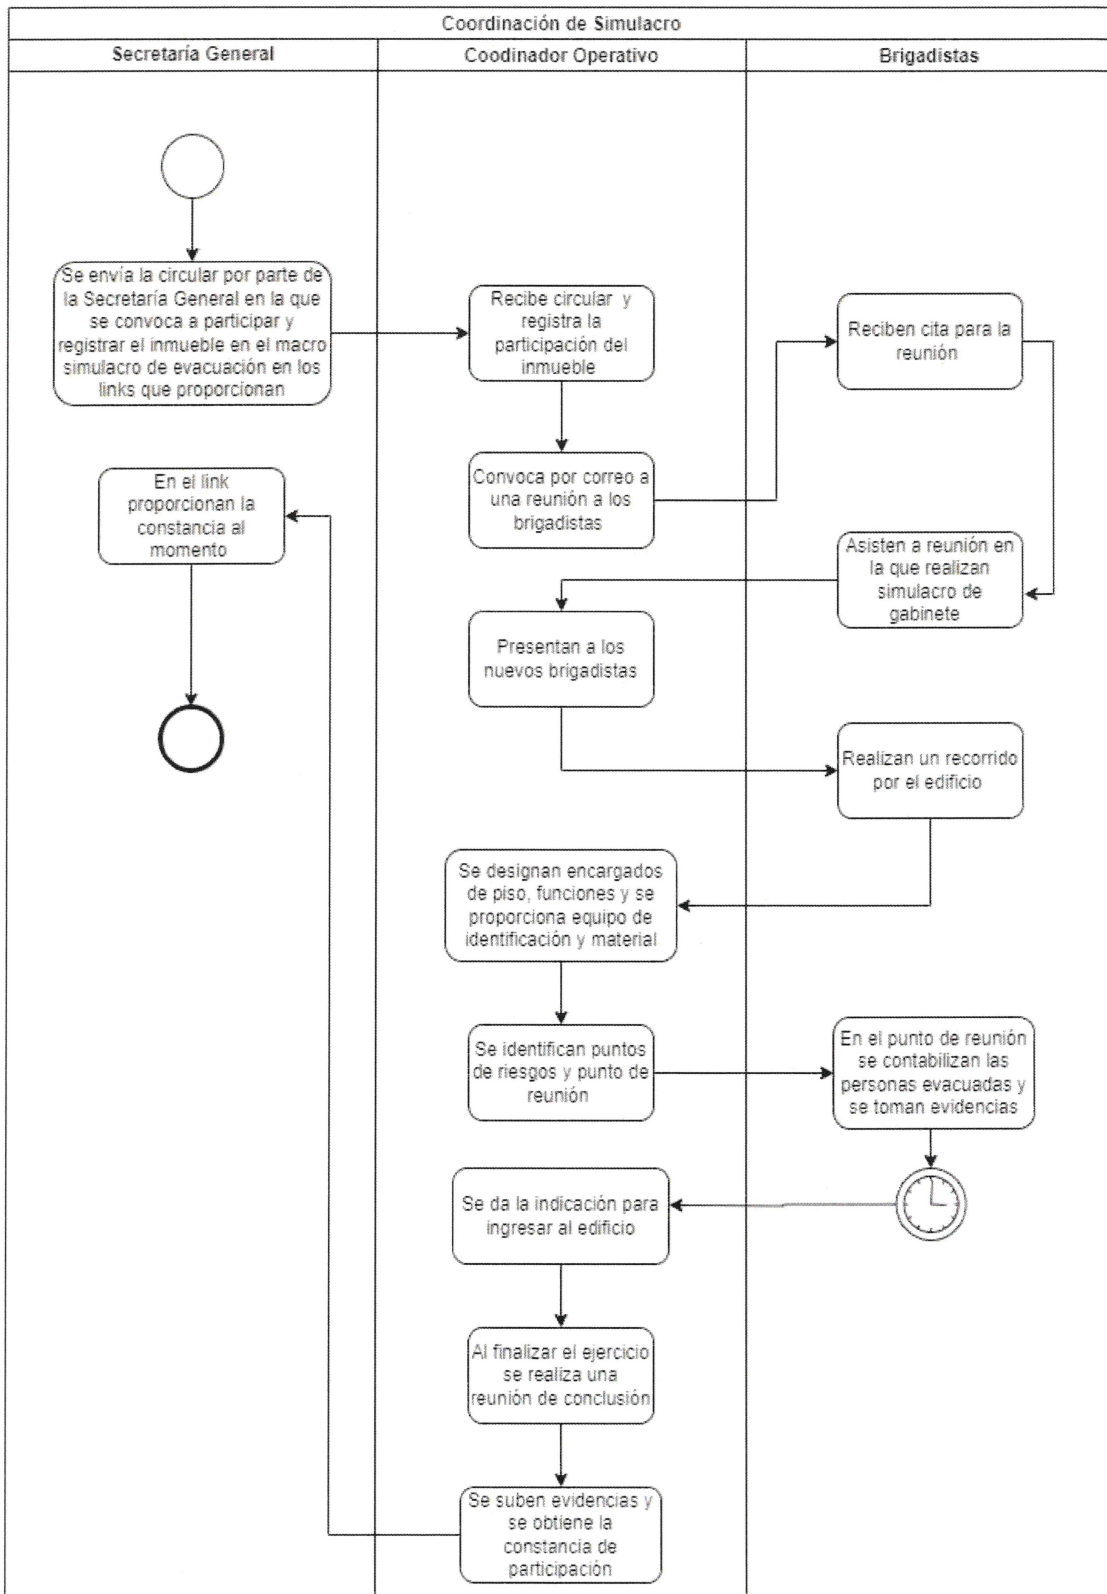 Coordinación de Simulacro
Secretaría General
Coodinador Operativo
Brigadistas
Se envía la circular por parte de
la Secretaría General en la que
se convoca a participar y
registrar el inmueble en el macro
simulacro de evacuación en los
links que proporcionan
Recibe circular y
registra la
participación del
inmueble
Reciben cita para la
reunión
En el link
proporcionan la
constancia al
momento
Convoca por correo a
una reunión a los
brigadistas
Asisten a reunión en
la que realizan
simulacro de
gabinete
Presentan a los
nuevos brigadistas
Realizan un recorrido
por el edificio
Se designan encargados
de piso, funciones y se
proporciona equipo de
identificación y material
Se identifican puntos
de riesgos y punto de
reunión
En el punto de reunión
se contabilizan las
personas evacuadas y
se toman evidencias
Se da la indicación para
ingresar al edificio
Al finalizar el ejercicio
se realiza una
reunión de conclusión
Se suben evidencias y
se obtiene la
constancia de
participación